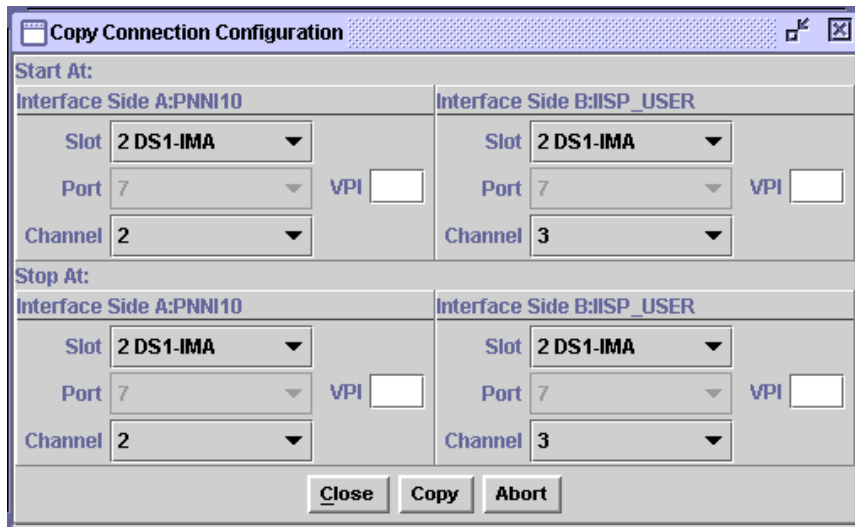 Copy Connection Configuration
Start At:
Interface Side A:PNNI10 Interface Side B:IISP_USER
Slot 2 DS1-IMA Slot 2 DS1-IMA
Port 7 VPI Port 7 VPI
Channel 2 Channel 3
Stop At:
Interface Side A:PNNI10 Interface Side B:IISP_USER
Slot 2 DS1-IMA Slot 2 DS1-IMA
Port 7 VPI Port 7 VPI
Channel 2 Channel 3
Close Copy Abort